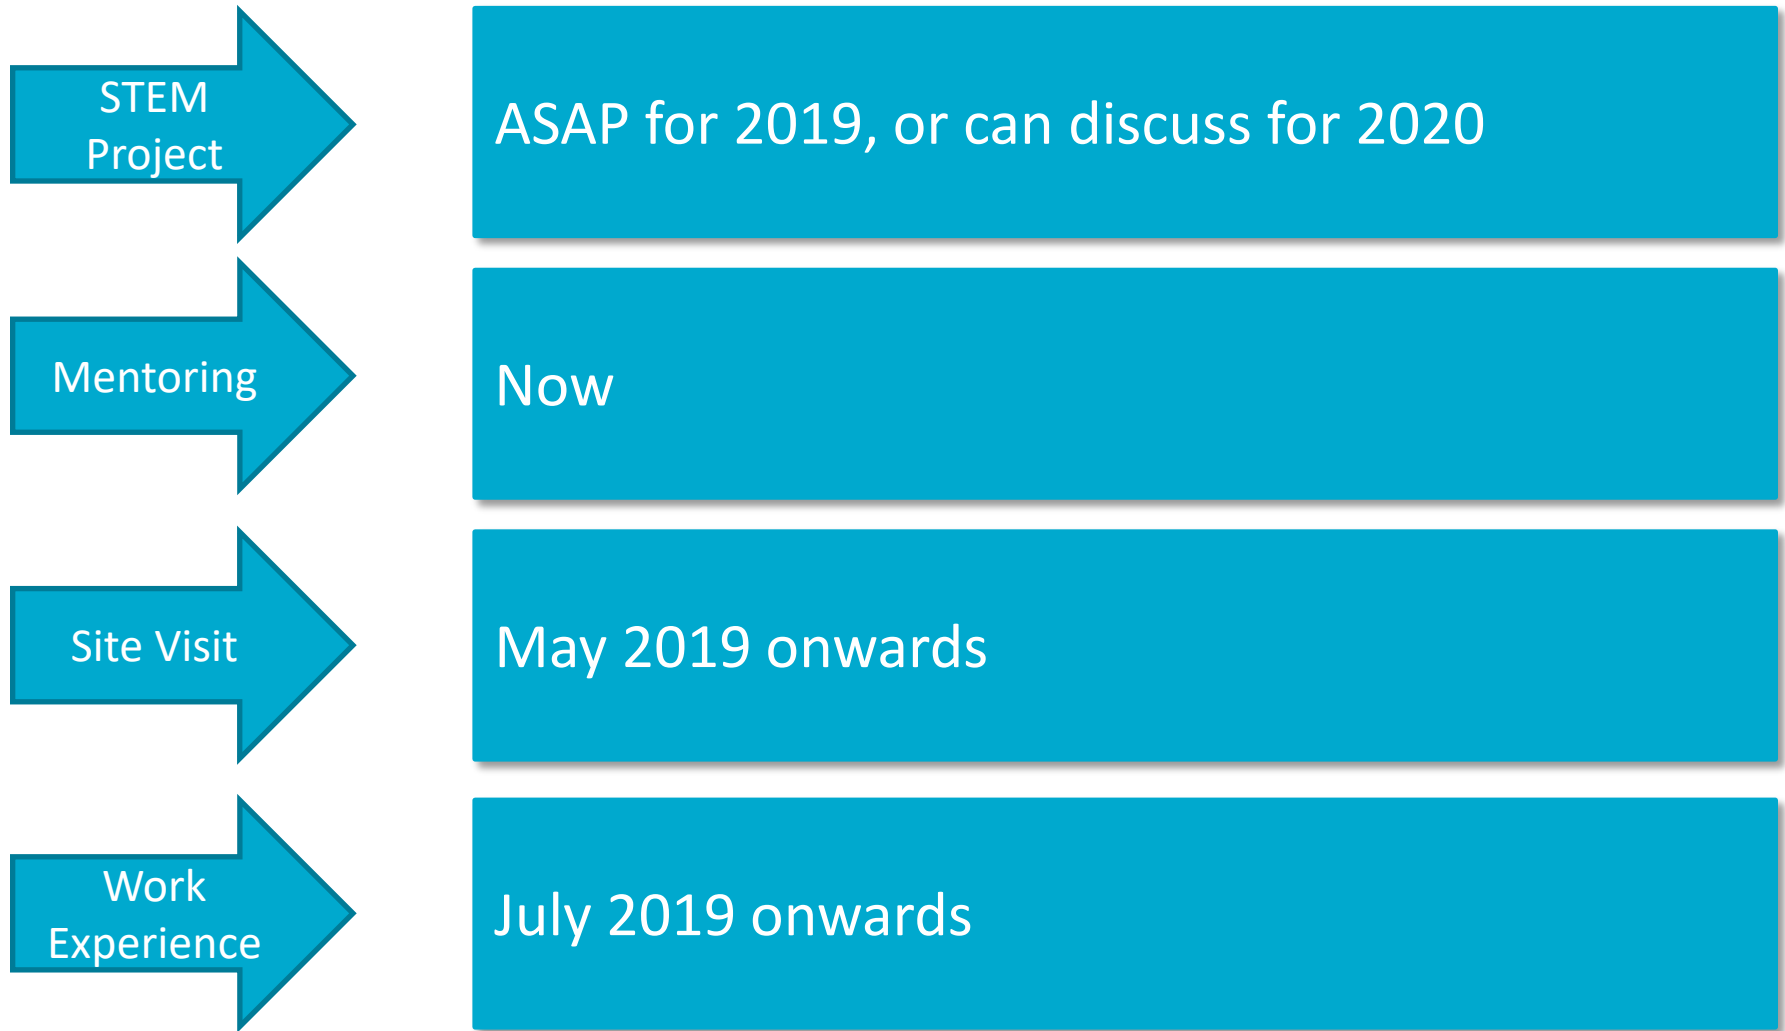 STEM
Project
ASAP for 2019, or can discuss for 2020
Mentoring
Now
Site Visit
May 2019 onwards
Work
Experience
July 2019 onwards